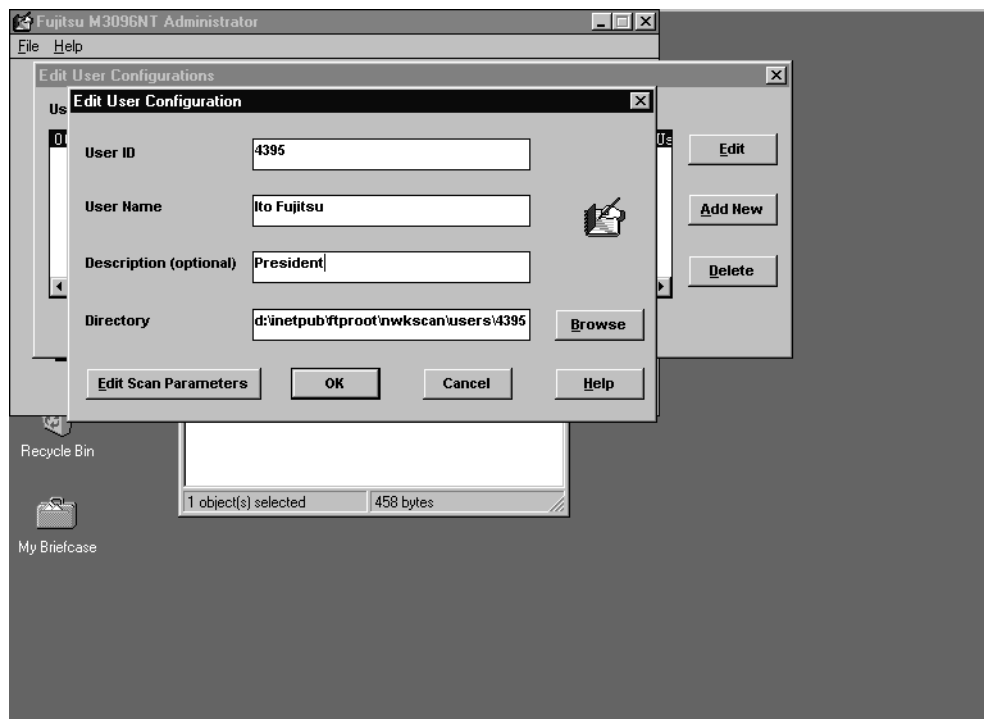 Fujitsu M3096NT Administrator
File Help
Edit User Configurations
Us
Edit User Configuration
User ID 4395
User Name Ito Fujitsu
Description (optional) President
Directory d:\inetpub\ftproot\nwkscan\users\4395 Browse
Edit Scan Parameters OK Cancel Help
Edit
Add New
Delete
Recycle Bin
1 object(s) selected 458 bytes
My Briefcase